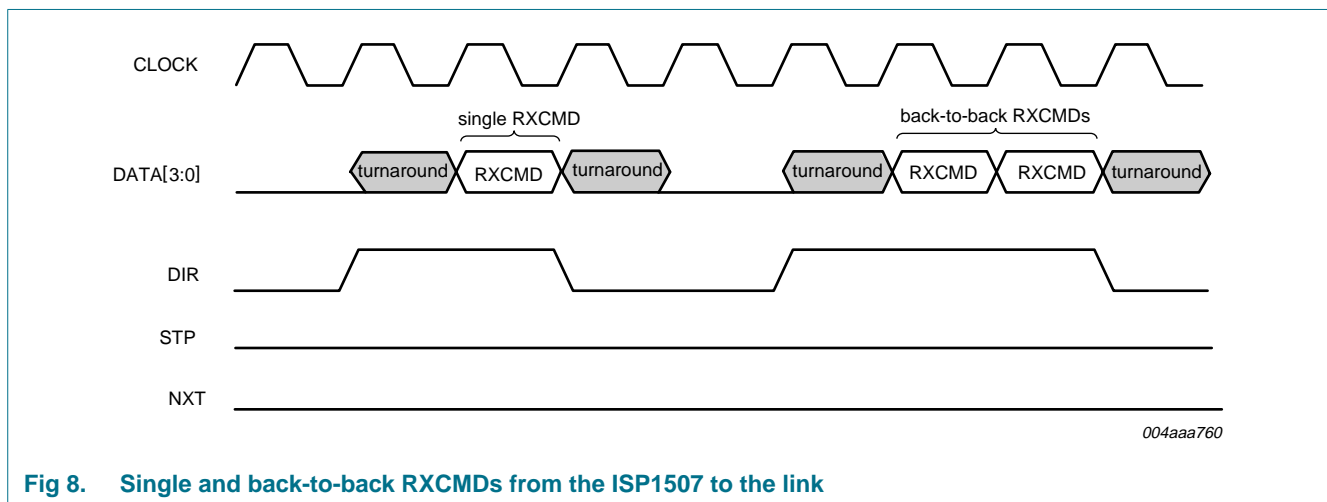 CLOCK
single RXCMD
back-to-back RXCMDs
DATA[3:0]
turnaround RXCMD turnaround turnaround RXCMD RXCMD turnaround
DIR
STP
NXT
004aaa760
Fig 8. Single and back-to-back RXCMDs from the ISP1507 to the link